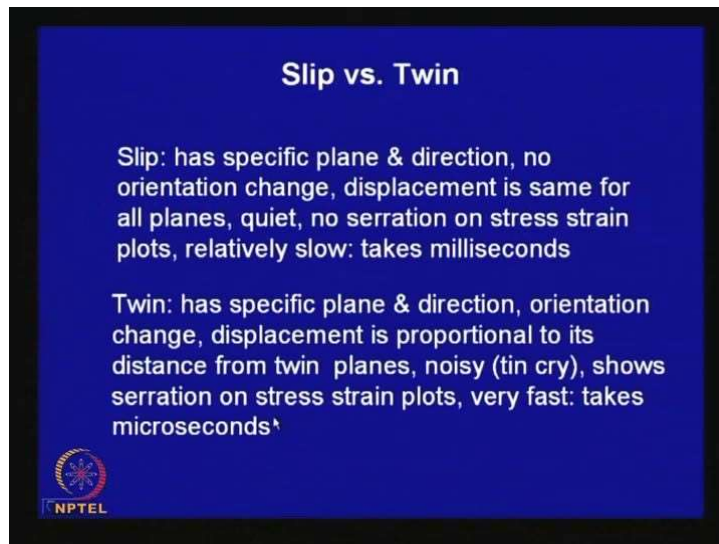 Slip vs. Twin
Slip: has specific plane & direction, no
orientation change, displacement is same for
all planes, quiet, no serration on stress strain
plots, relatively slow: takes milliseconds
Twin: has specific plane & direction, orientation
change, displacement is proportional to its
distance from twin planes, noisy (tin cry), shows
serration on stress strain plots, very fast: takes
microseconds
NPTEL